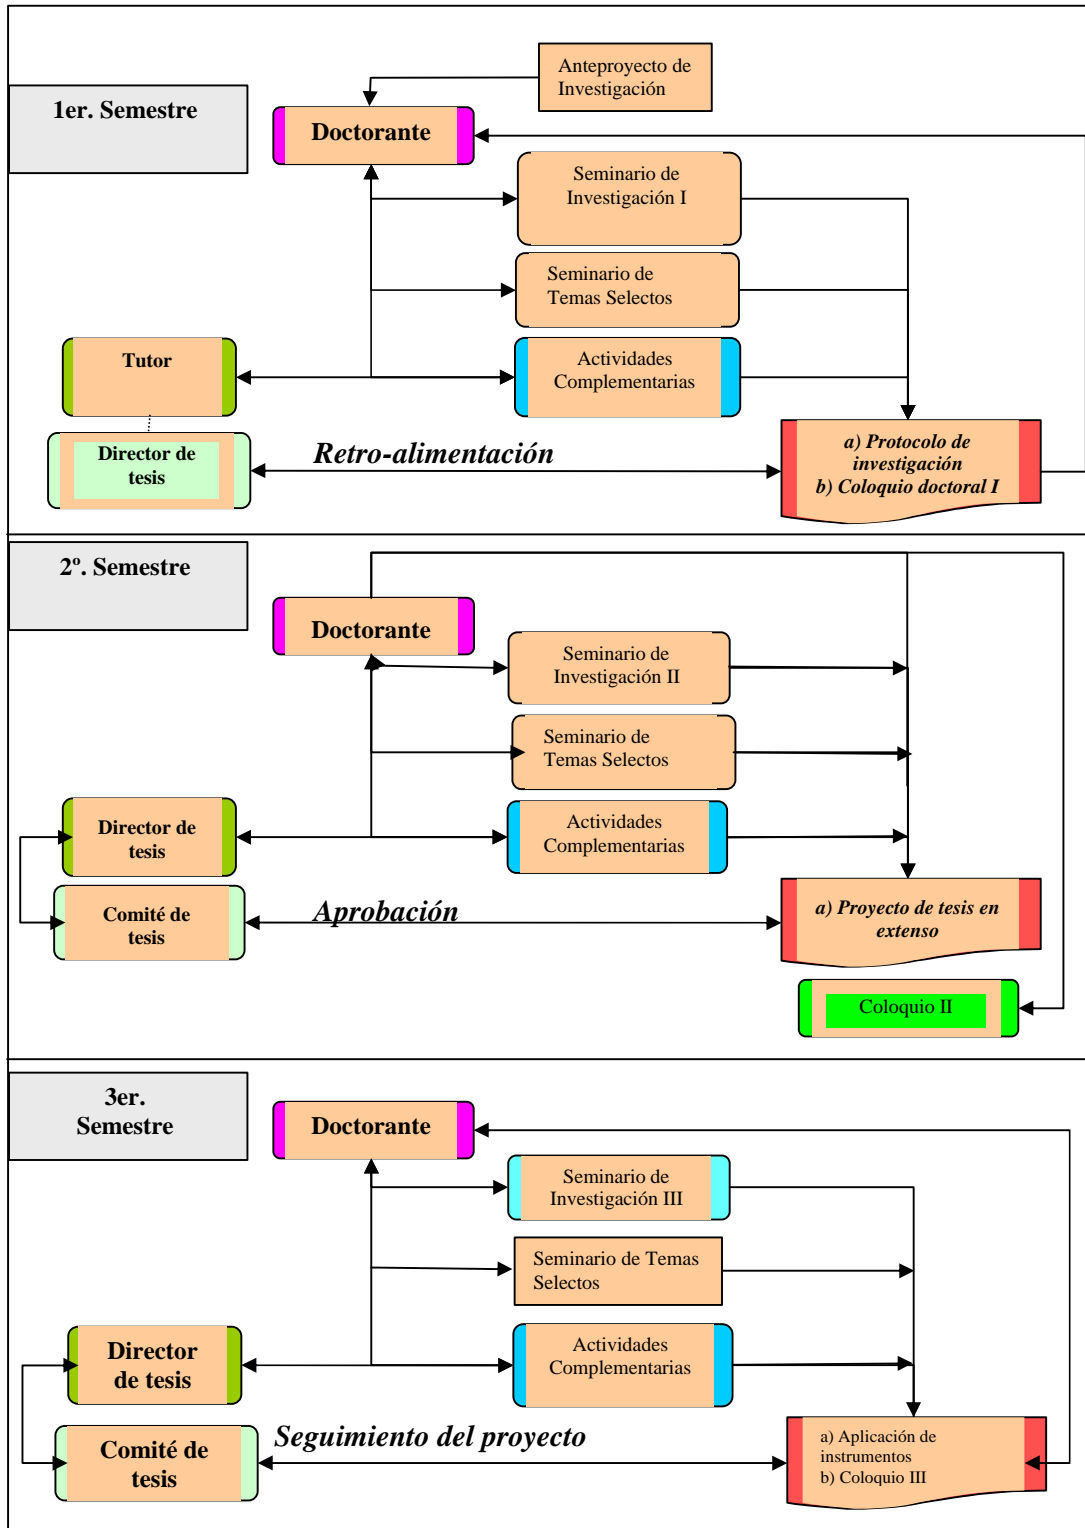 Anteproyecto de
Investigación
1er. Semestre
Doctorante
Seminario de
Investigación I
Seminario de
Temas Selectos
Tutor
Actividades
Complementarias
Director de
tesis
Retro-alimentación
a) Protocolo de
investigación
b) Coloquio doctoral I
2º. Semestre
Doctorante
Seminario de
Investigación II
Seminario de
Temas Selectos
Director de
tesis
Actividades
Complementarias
Comité de
tesis
Aprobación
a) Proyecto de tesis en
extenso
Coloquio II
3er.
Semestre
Doctorante
Seminario de
Investigación III
Seminario de Temas
Selectos
Director
de tesis
Actividades
Complementarias
Comité de
tesis
Seguimiento del proyecto
a) Aplicación de
instrumentos
b) Coloquio III